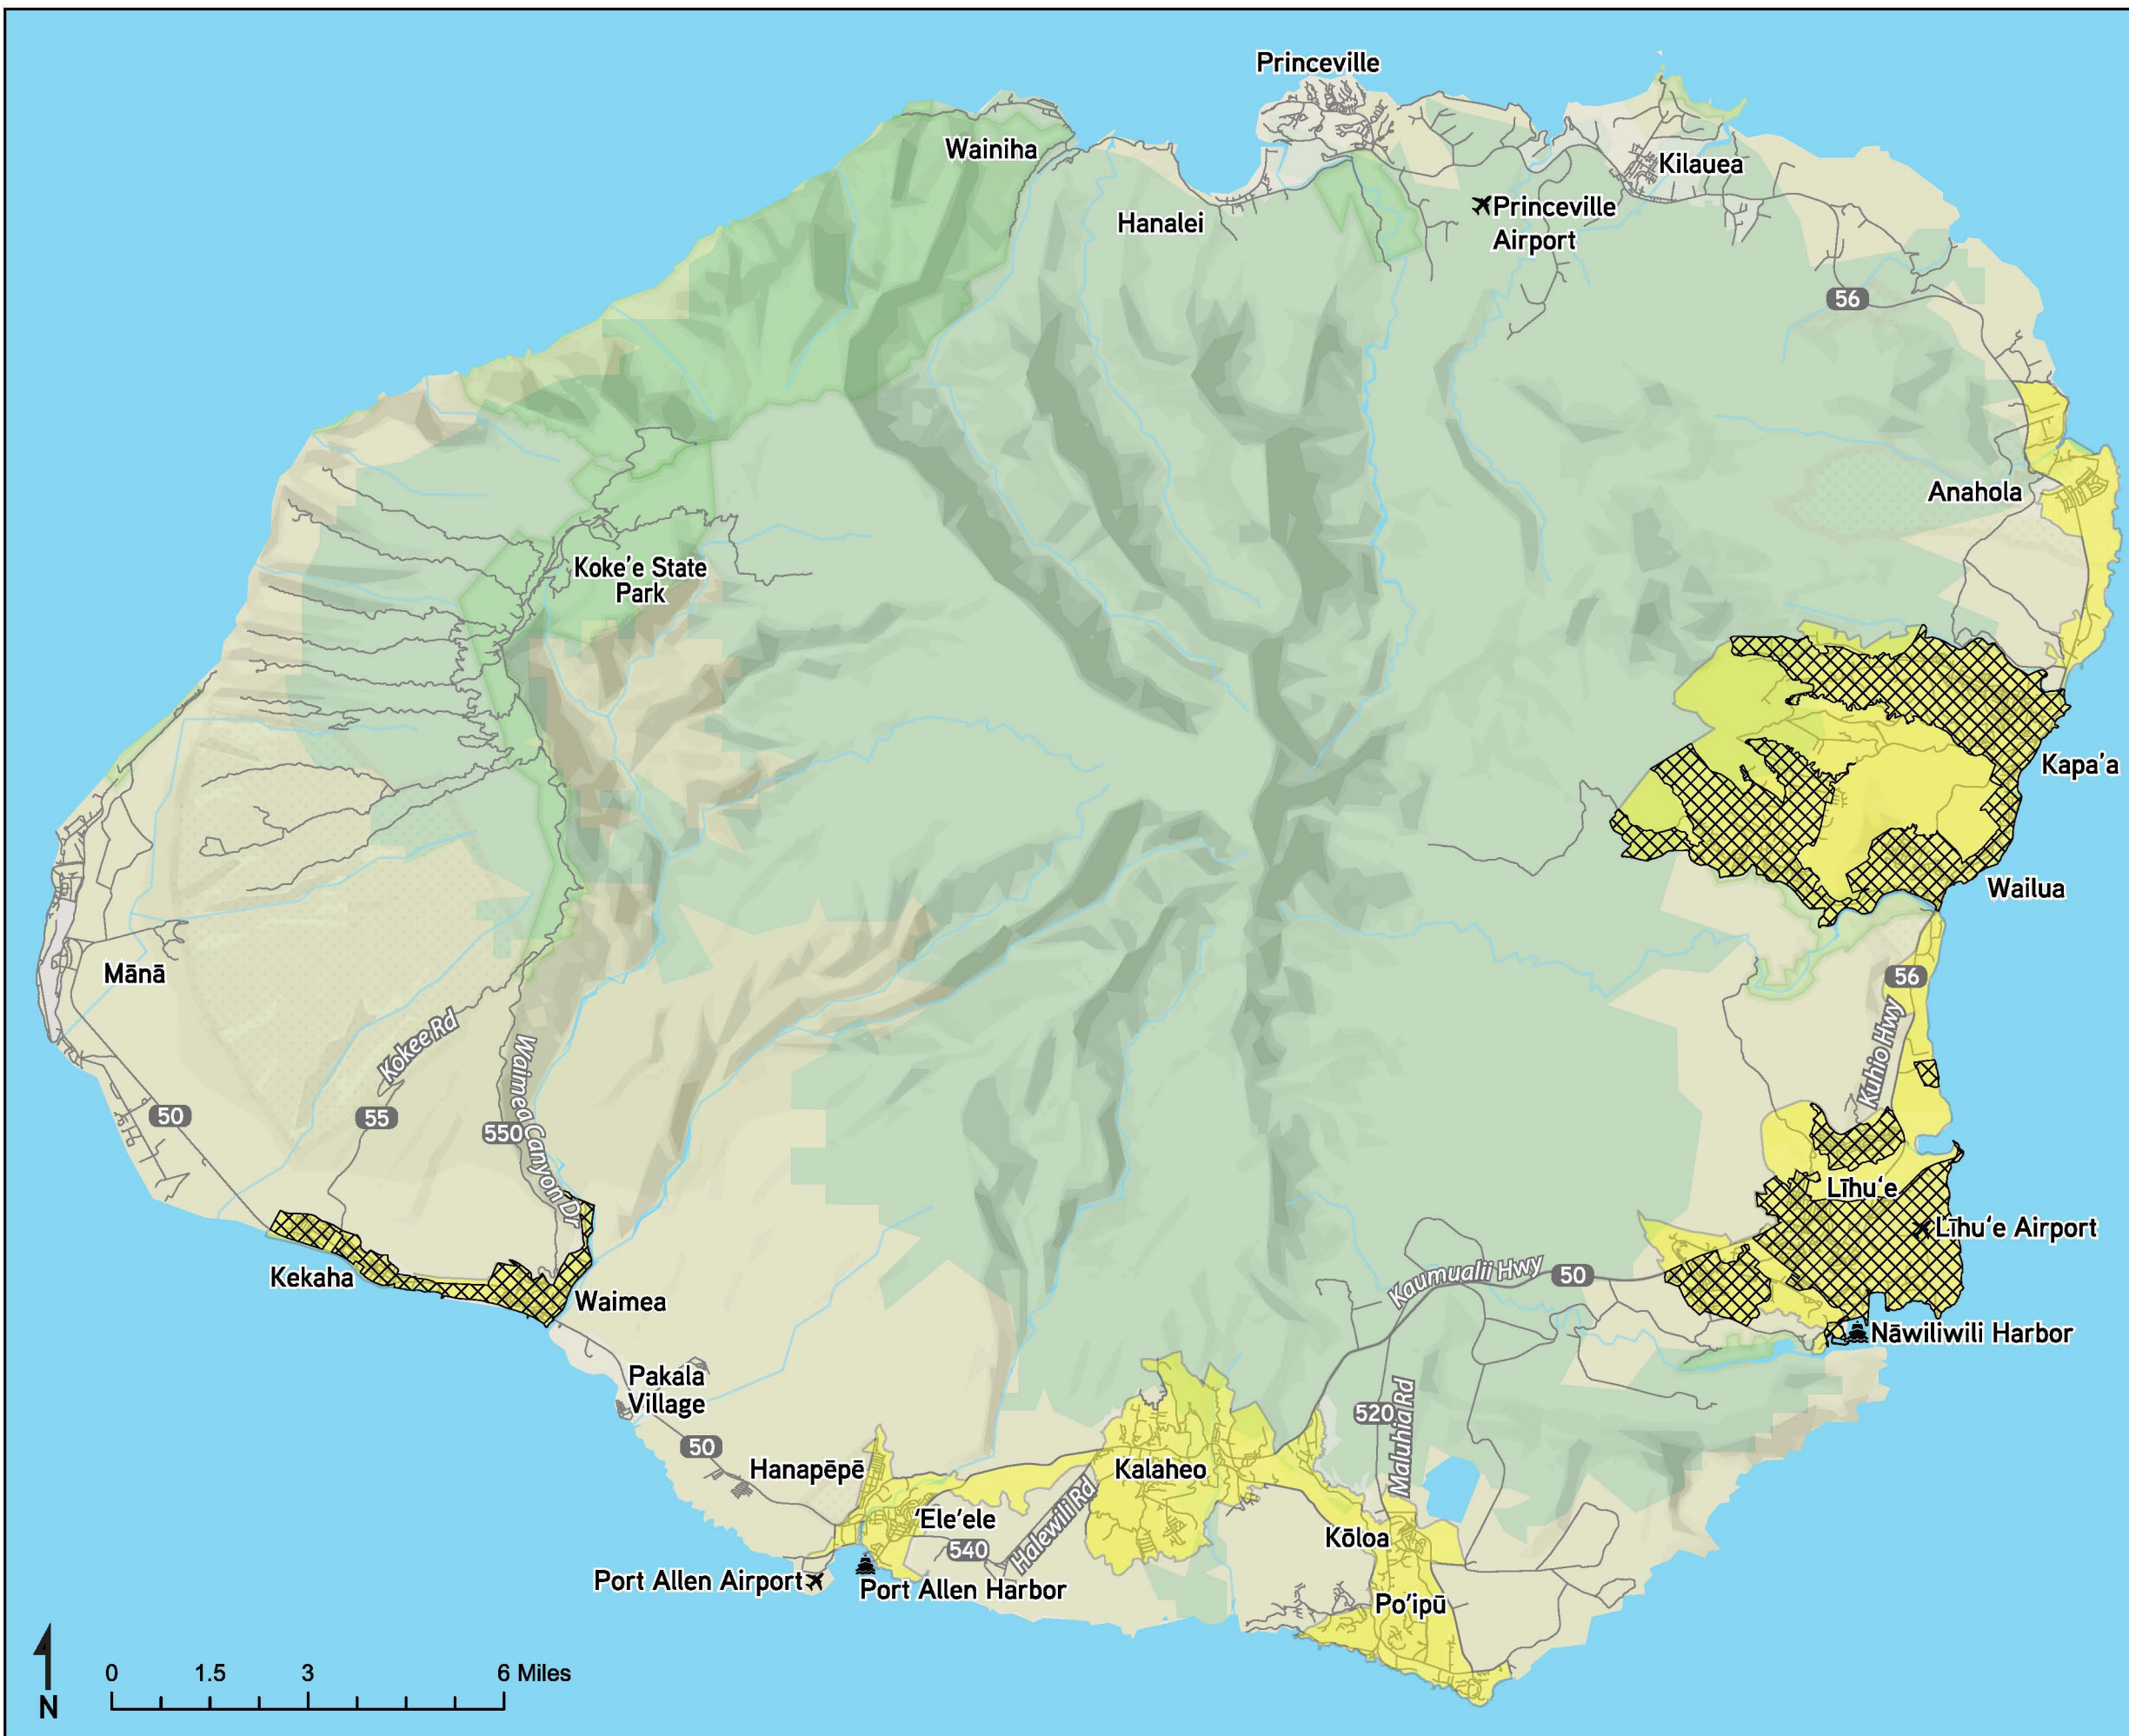 Princeville
Wainiha
Kilauea
Hanalei
Princeville
Airport
56
Anahola
Koke'e State
Park
Kapa'a
Wailua
Mānā
56
Kuhio Hwy
Kokee Rd
Waimea Canyon Dr
50
55
550
Līhu'e
Līhu'e Airport
Kekaha
Waimea
Kaumualii Hwy
50
Nāwiliwili Harbor
Pakala
Village
520
Maluhia Rd
50
Hanapēpē
Kalaheo
'Ele'ele
Halewili Rd
540
Kōloa
Port Allen Airport
Port Allen Harbor
Po'ipū
N
0 1.5 3 6 Miles